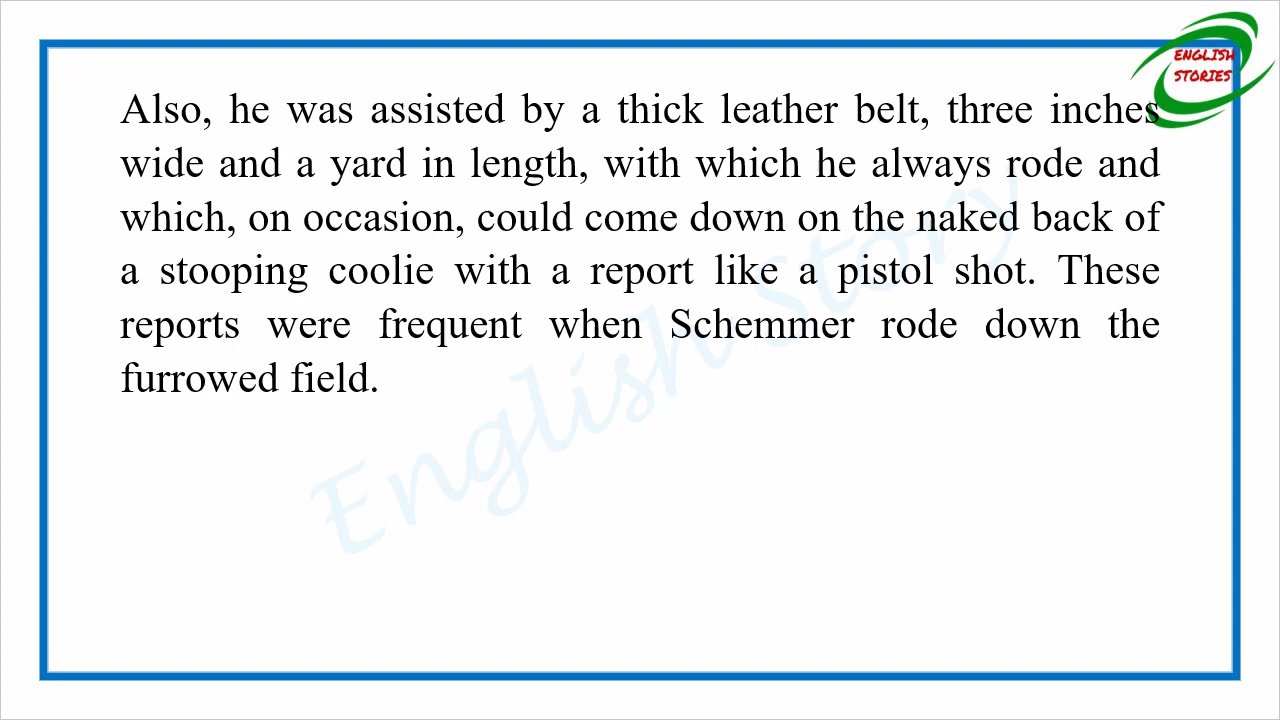 ENGLISH
STORIES
Also, he was assisted by a thick leather belt, three inches
wide and a yard in length, with which he always rode and
which, on occasion, could come down on the naked back of
a stooping coolie with a report like a pistol shot. These
reports were frequent when Schemmer rode down the
furrowed field.
English Story